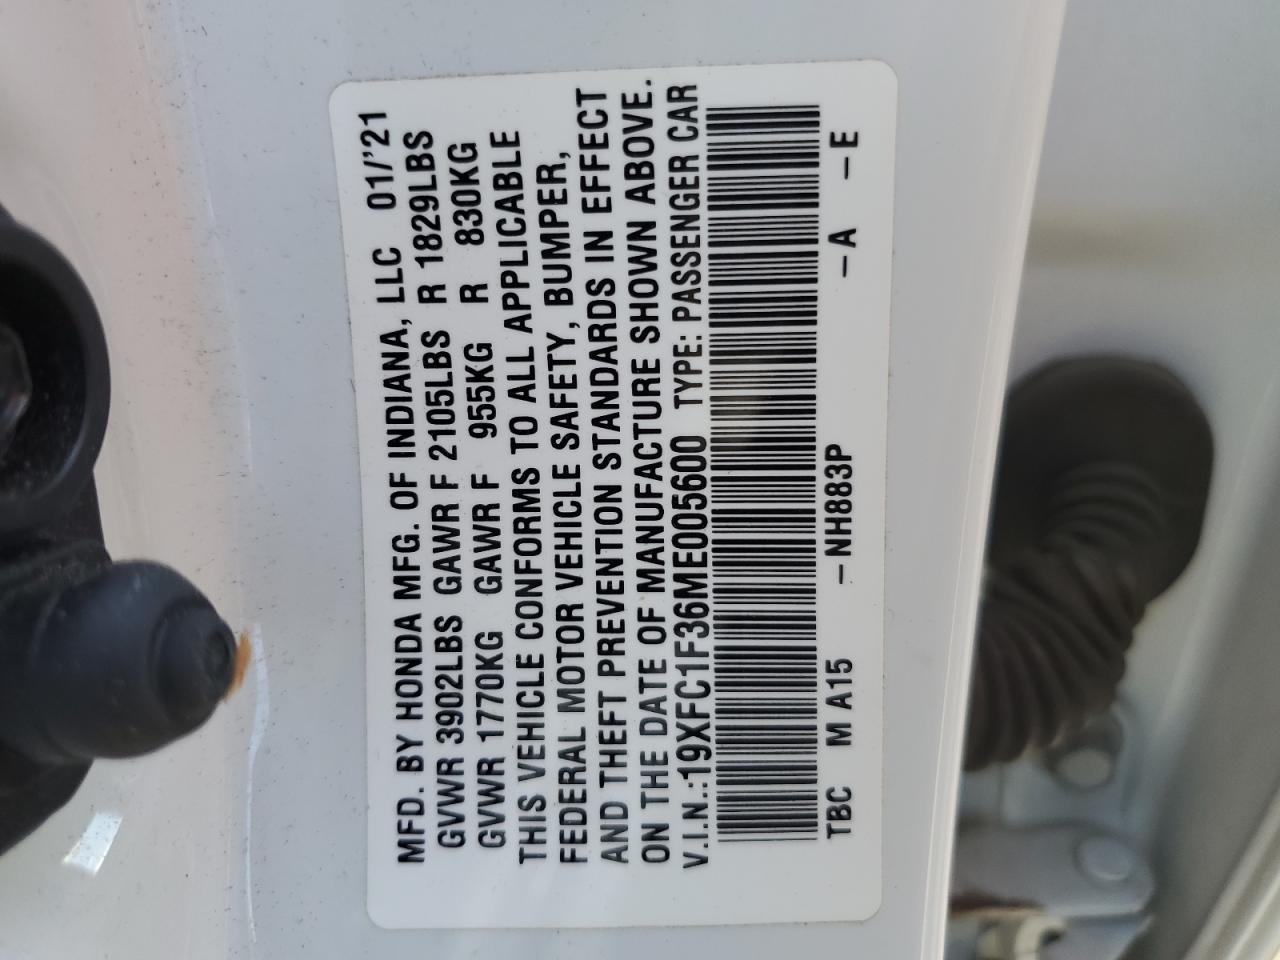 MFD. BY HONDA MFG. OF INDIANA, LLC 01/'21
GVWR 3902LBS GAWR F 2105LBS R 1829LBS
GVWR 1770KG GAWR F 955KG R 830KG
THIS VEHICLE CONFORMS TO ALL APPLICABLE
FEDERAL MOTOR VEHICLE SAFETY, BUMPER,
AND THEFT PREVENTION STANDARDS IN EFFECT
ON THE DATE OF MANUFACTURE SHOWN ABOVE.
V.I.N.:19XFC1F36ME005600 TYPE: PASSENGER CAR
TBC M A15 –NH883P –A –E